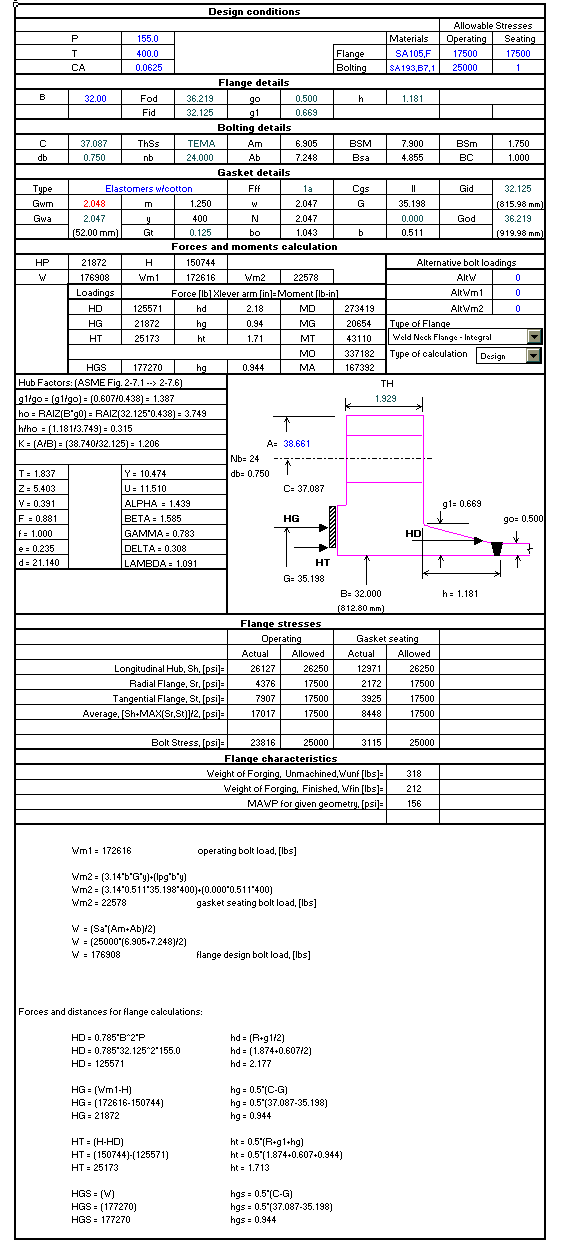 Design conditions
Allowable Stresses
P 155.0 Materials Operating Seating
T 400.0 Flange SA105,F 17500 17500
CA 0.0625 Bolting SA193,B7,1 25000 1
Flange details
B 32.00 Fod 36.219 go 0.500 h 1.181
Fid 32.125 g1 0.669
Bolting details
C 37.087 ThSs TEMA Am 6.905 BSM 7.900 BSm 1.750
db 0.750 nb 24.000 Ab 7.248 Bsa 4.855 BC 1.000
Gasket details
Type Elastomers w/cotton Fff 1a Cgs II Gid 32.125
Gwm 2.048 m 1.250 w 2.047 G 35.198 (815.98 mm)
Gwa 2.047 y 400 N 2.047 0.000 God 36.219
(52.00 mm) Gt 0.125 bo 1.043 b 0.511 (919.98 mm)
Forces and moments calculation
HP 21872 H 150744 Alternative bolt loadings
W 176908 Wm1 172616 Wm2 22578 AltW 0
Loadings Force [lb] Xlever arm [in]=Moment [lb-in] AltWm1 0
HD 125571 hd 2.18 MD 273419 AltWm2 0
HG 21872 hg 0.94 MG 20654 Type of Flange
HT 25173 ht 1.71 MT 43110 Weld Neck Flange - Integral
MO 337182 Type of calculation Design
HGS 177270 hg 0.944 MA 167392
Hub Factors: (ASME Fig. 2-7.1 --> 2-7.6)
g1/go = (g1/go) = (0.607/0.438) = 1.387
ho = RAIZ(B*g0) = RAIZ(32.125*0.438) = 3.749
h/ho = (1.181/3.749) = 0.315
K = (A/B) = (38.740/32.125) = 1.206
T = 1.837 Y = 10.474
Z = 5.403 U = 11.510
V = 0.391 ALPHA = 1.439
F = 0.881 BETA = 1.585
f = 1.000 GAMMA = 0.783
e = 0.235 DELTA = 0.308
d = 21.140 LAMBDA = 1.091
TH
1.929
A= 38.661
Nb= 24
db= 0.750
C= 37.087
g1= 0.669
HG
go= 0.500
HD
HT
G= 35.198
B= 32.000 h = 1.181
(812.80 mm)
Flange stresses
Operating Gasket seating
Actual Allowed Actual Allowed
Longitudinal Hub, Sh, [psi]= 26127 26250 12971 26250
Radial Flange, Sr, [psi]= 4376 17500 2172 17500
Tangential Flange, St, [psi]= 7907 17500 3925 17500
Average, [Sh+MAX(Sr,St)]/2, [psi]= 17017 17500 8448 17500
Bolt Stress, [psi]= 23816 25000 3115 25000
Flange characteristics
Weight of Forging, Unmachined,Wunf [lbs]= 318
Weight of Forging, Finished, Wfin [lbs]= 212
MAWP for given geometry, [psi]= 156
Wm1 = 172616 operating bolt load, [lbs]
Wm2 = (3.14*b*G*y)+(lpg*b*y)
Wm2 = (3.14*0.511*35.198*400)+(0.000*0.511*400)
Wm2 = 22578 gasket seating bolt load, [lbs]
W = (Sa*(Am+Ab)/2)
W = (25000*(6.905+7.248)/2)
W = 176908 flange design bolt load, [lbs]
Forces and distances for flange calculations:
HD = 0.785*B^2*P hd = (R+g1/2)
HD = 0.785*32.125^2*155.0 hd = (1.874+0.607/2)
HD = 125571 hd = 2.177
HG = (Wm1-H) hg = 0.5*(C-G)
HG = (172616-150744) hg = 0.5*(37.087-35.198)
HG = 21872 hg = 0.944
HT = (H-HD) ht = 0.5*(R+g1+hg)
HT = (150744)-(125571) ht = 0.5*(1.874+0.607+0.944)
HT = 25173 ht = 1.713
HGS = (W) hgs = 0.5*(C-G)
HGS = (177270) hgs = 0.5*(37.087-35.198)
HGS = 177270 hgs = 0.944